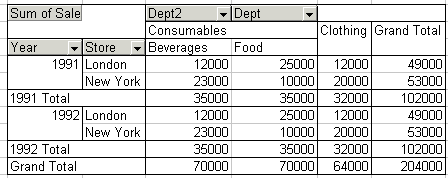 Sum of Sale Dept2 Dept
Consumables Clothing Grand Total
Year Store Beverages Food
1991 London 12000 25000 12000 49000
New York 23000 10000 20000 53000
1991 Total 35000 35000 32000 102000
1992 London 12000 25000 12000 49000
New York 23000 10000 20000 53000
1992 Total 35000 35000 32000 102000
Grand Total 70000 70000 64000 204000